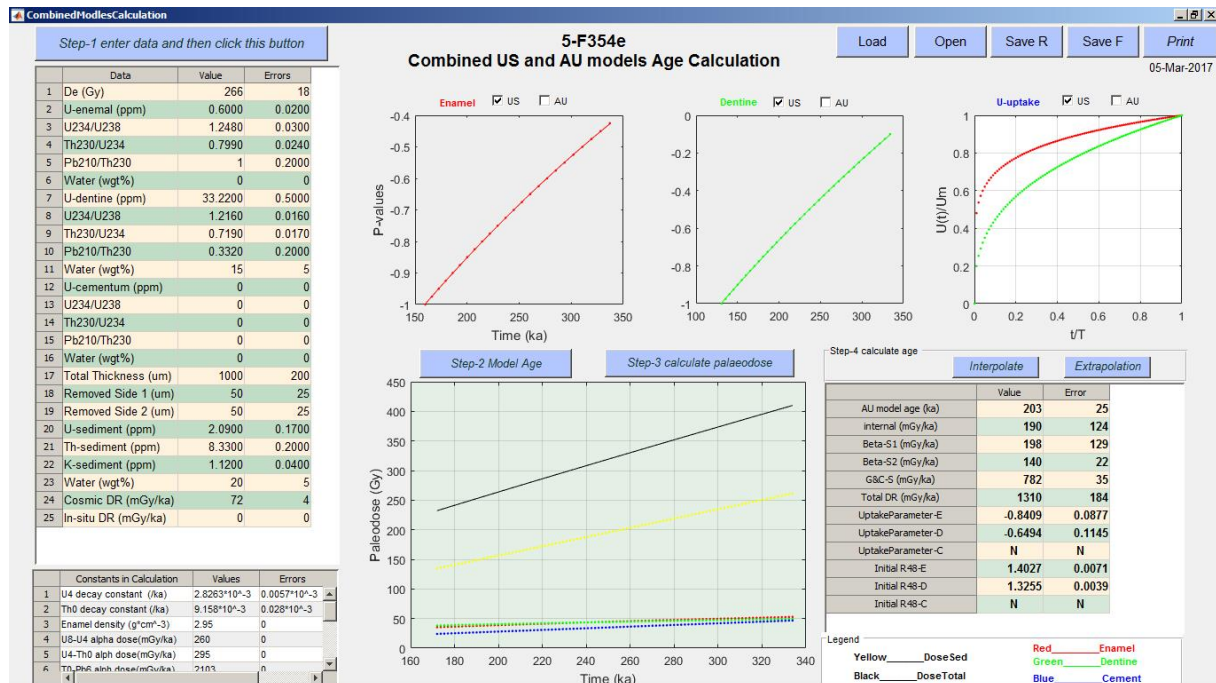 CombinedModlesCalculation
Step-1 enter data and then click this button
5-F354e
Combined US and AU models Age Calculation
Load Open Save R Save F Print
05-Mar-2017
Data Value Errors
1 De (Gy) 266 18
2 U-enemal (ppm) 0.6000 0.0200
3 U234/U238 1.2480 0.0300
4 Th230/U234 0.7990 0.0240
5 Pb210/Th230 1 0.2000
6 Water (wgt%) 0 0
7 U-dentine (ppm) 33.2200 0.5000
8 U234/U238 1.2160 0.0160
9 Th230/U234 0.7190 0.0170
10 Pb210/Th230 0.3320 0.2000
11 Water (wgt%) 15 5
12 U-cementum (ppm) 0 0
13 U234/U238 0 0
14 Th230/U234 0 0
15 Pb210/Th230 0 0
16 Water (wgt%) 0 0
17 Total Thickness (um) 1000 200
18 Removed Side 1 (um) 50 25
19 Removed Side 2 (um) 50 25
20 U-sediment (ppm) 2.0900 0.1700
21 Th-sediment (ppm) 8.3300 0.2000
22 K-sediment (ppm) 1.1200 0.0400
23 Water (wgt%) 20 5
24 Cosmic DR (mGy/ka) 72 4
25 In-situ DR (mGy/ka) 0 0
Constants in Calculation Values Errors
1 U4 decay constant (/ka) 2.8263*10^-3 0.0057*10^-3
2 Th0 decay constant (/ka) 9.158*10^-3 0.028*10^-3
3 Enamel density (g*cm^-3) 2.95 0
4 U8-U4 alpha dose(mGy/ka) 260 0
5 U4-Th0 alph dose(mGy/ka) 295 0
6 T0-Pb6 alph dose(mGy/ka) 2103 0
Enamel US AU
-0.4
-0.5
-0.6
-0.7
-0.8
-0.9
-1
P-values
150 200 250 300 350
Time (ka)
Dentine US AU
0
-0.2
-0.4
-0.6
-0.8
-1
100 150 200 250 300 350
Time (ka)
U-uptake US AU
1
0.8
0.6
0.4
0.2
0
U(t)/Um
0 0.2 0.4 0.6 0.8 1
t/T
Step-2 Model Age Step-3 calculate palaeodose
450
400
350
300
250
200
150
100
50
0
Paleodose (Gy)
160 180 200 220 240 260 280 300 320 340
Time (ka)
Step-4 calculate age
Interpolate Extrapolation
Value Error
AU model age (ka) 203 25
internal (mGy/ka) 190 124
Beta-S1 (mGy/ka) 198 129
Beta-S2 (mGy/ka) 140 22
G&C-S (mGy/ka) 782 35
Total DR (mGy/ka) 1310 184
UptakeParameter-E -0.8409 0.0877
UptakeParameter-D -0.6494 0.1145
UptakeParameter-C N N
Initial R48-E 1.4027 0.0071
Initial R48-D 1.3255 0.0039
Initial R48-C N N
Legend
Yellow______DoseSed
Black______DoseTotal
Red______Enamel
Green______Dentine
Blue______Cement